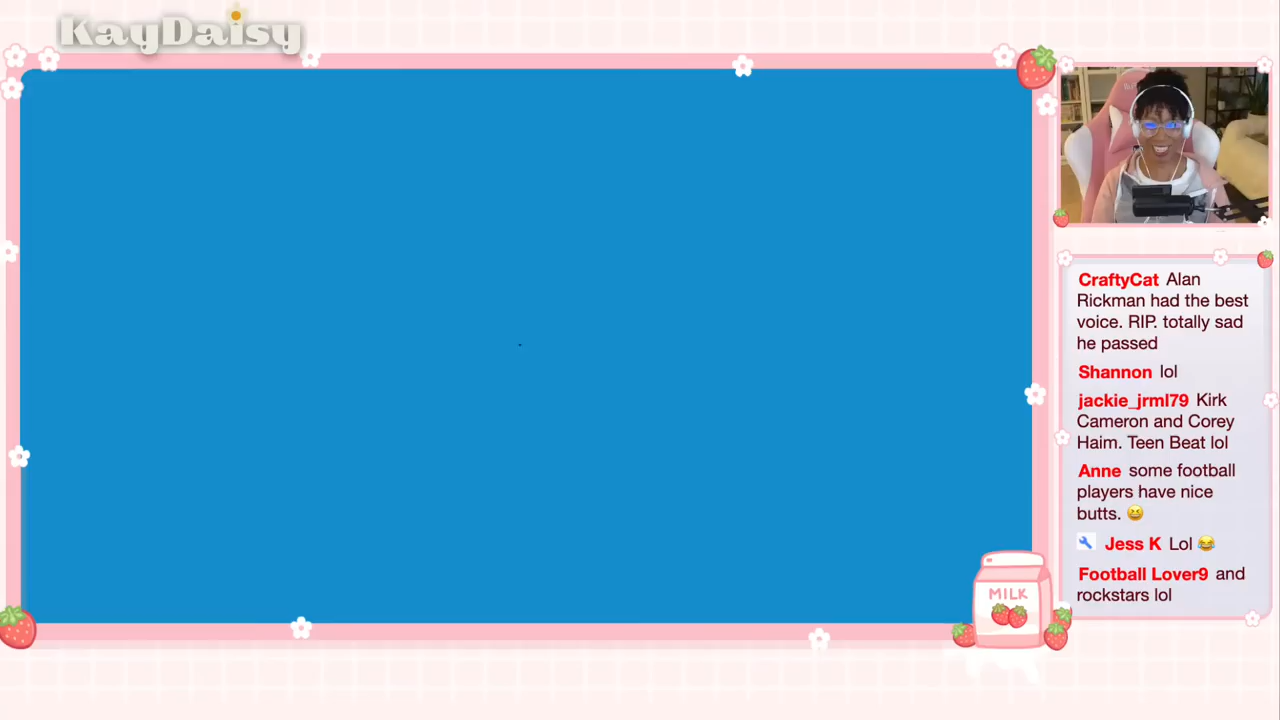 KayDaisy
CraftyCat Alan
Rickman had the best
voice. RIP. totally sad
he passed
Shannon lol
jackie_jrml79 Kirk
Cameron and Corey
Haim. Teen Beat lol
Anne some football
players have nice
butts. 😆
Jess K Lol 😂
Football Lover9 and
rockstars lol
MILK